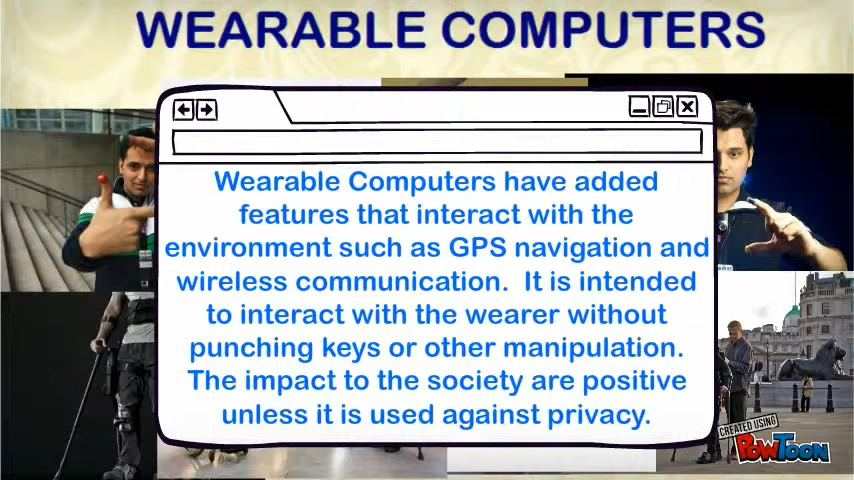 WEARABLE COMPUTERS
Wearable Computers have added
features that interact with the
environment such as GPS navigation and
wireless communication.  It is intended
to interact with the wearer without
punching keys or other manipulation.
The impact to the society are positive
unless it is used against privacy.
CREATED USING
POWTOON